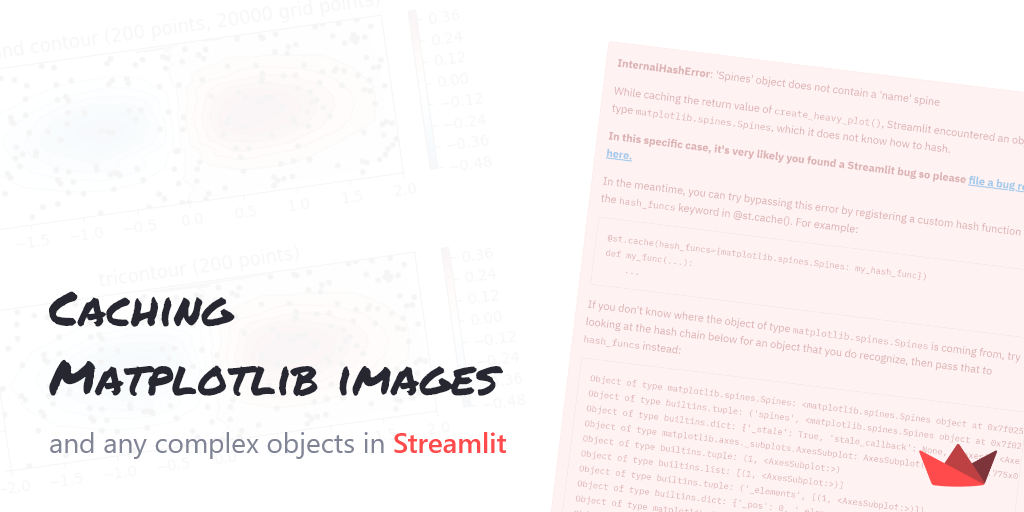 and contour (200 points, 20000 grid points)
0.36
0.24
0.12
0.00
−0.12
−0.24
−0.36
−0.48
−1.5 −1.0 −0.5 0.0 0.5 1.0 1.5 2.0
tricontour (200 points)
0.36
0.24
0.12
0.00
−0.12
0.24
36
−0.48
−2.0 −1.5 −1.0 −0.5
Caching
Matplotlib images
and any complex objects in Streamlit
InternalHashError: 'Spines' object does not contain a 'name' spine
While caching the return value of create_heavy_plot(), Streamlit encountered an ob
type matplotlib.spines.Spines, which it does not know how to hash.
In this specific case, it's very likely you found a Streamlit bug so please file a bug re
here.
In the meantime, you can try bypassing this error by registering a custom hash function
the hash_funcs keyword in @st.cache(). For example:
@st.cache(hash_funcs={matplotlib.spines.Spines: my_hash_func})
def my_func(...):
...
If you don't know where the object of type matplotlib.spines.Spines is coming from, try
looking at the hash chain below for an object that you do recognize, then pass that to
hash_funcs instead:
Object of type matplotlib.spines.Spines: <matplotlib.spines.Spines object at 0x7f025
Object of type builtins.tuple: ('spines', <matplotlib.spines.Spines object at 0x7f02
Object of type builtins.dict: {'_stale': True, 'stale_callback': None,
Object of type matplotlib.axes._subplots.AxesSubplot: AxesSubplot(
Object of type builtins.tuple: (1, <AxesSubplot:>)
Object of type builtins.list: [(1, <AxesSubplot:>)]
Object of type builtins.tuple: ('_elements', [(1, <AxesSubplot:>)])
Object of type builtins.dict: {'_pos': 0,
Object of type